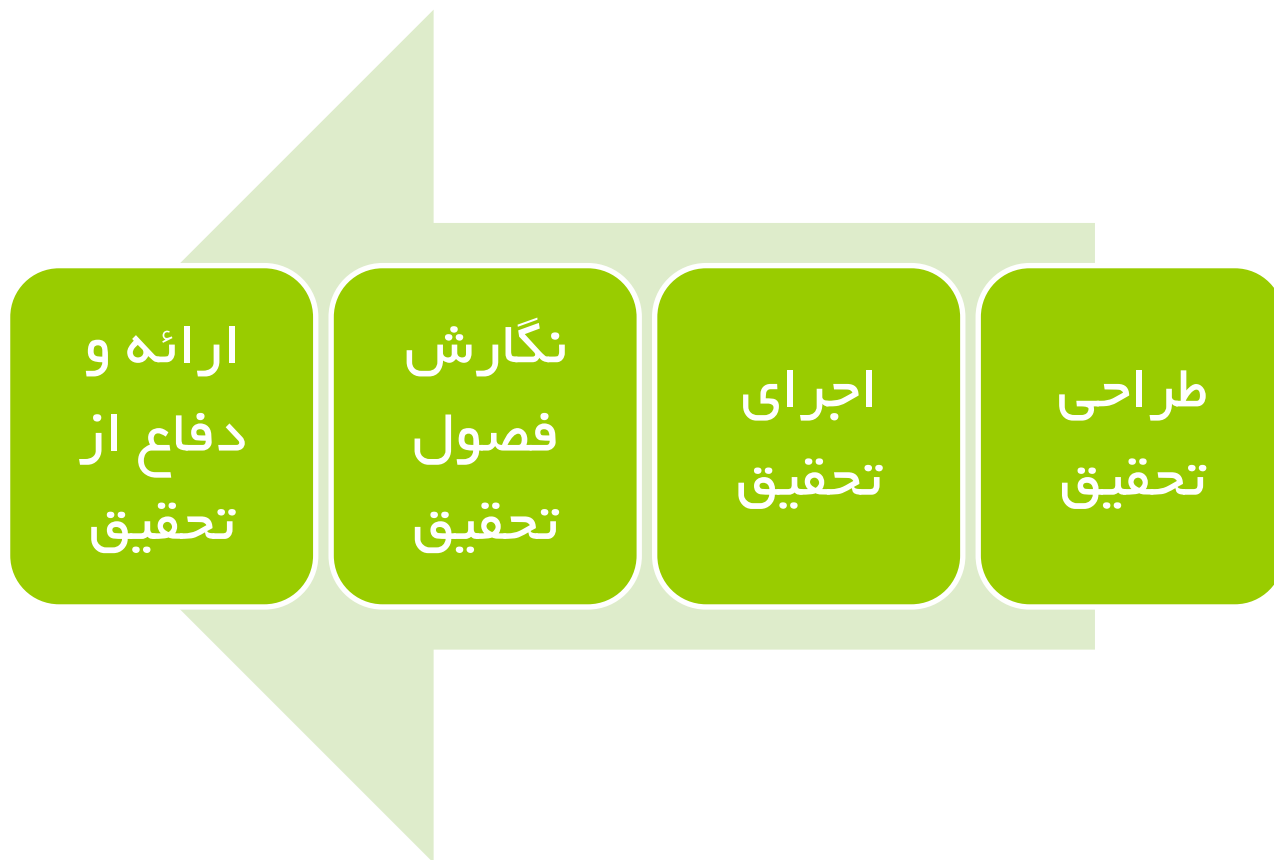 طراحی
تحقیق
اجرای
تحقیق
نگارش
فصول
تحقیق
ارائه و
دفاع از
تحقیق